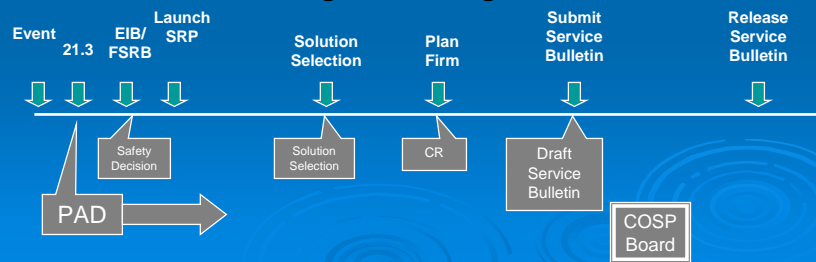 Event
21.3
EIB/
FSRB
Launch
SRP
Solution
Selection
Plan
Firm
Submit
Service
Bulletin
Release
Service
Bulletin
Safety
Decision
Solution
Selection
CR
Draft
Service
Bulletin
PAD
COSP
Board